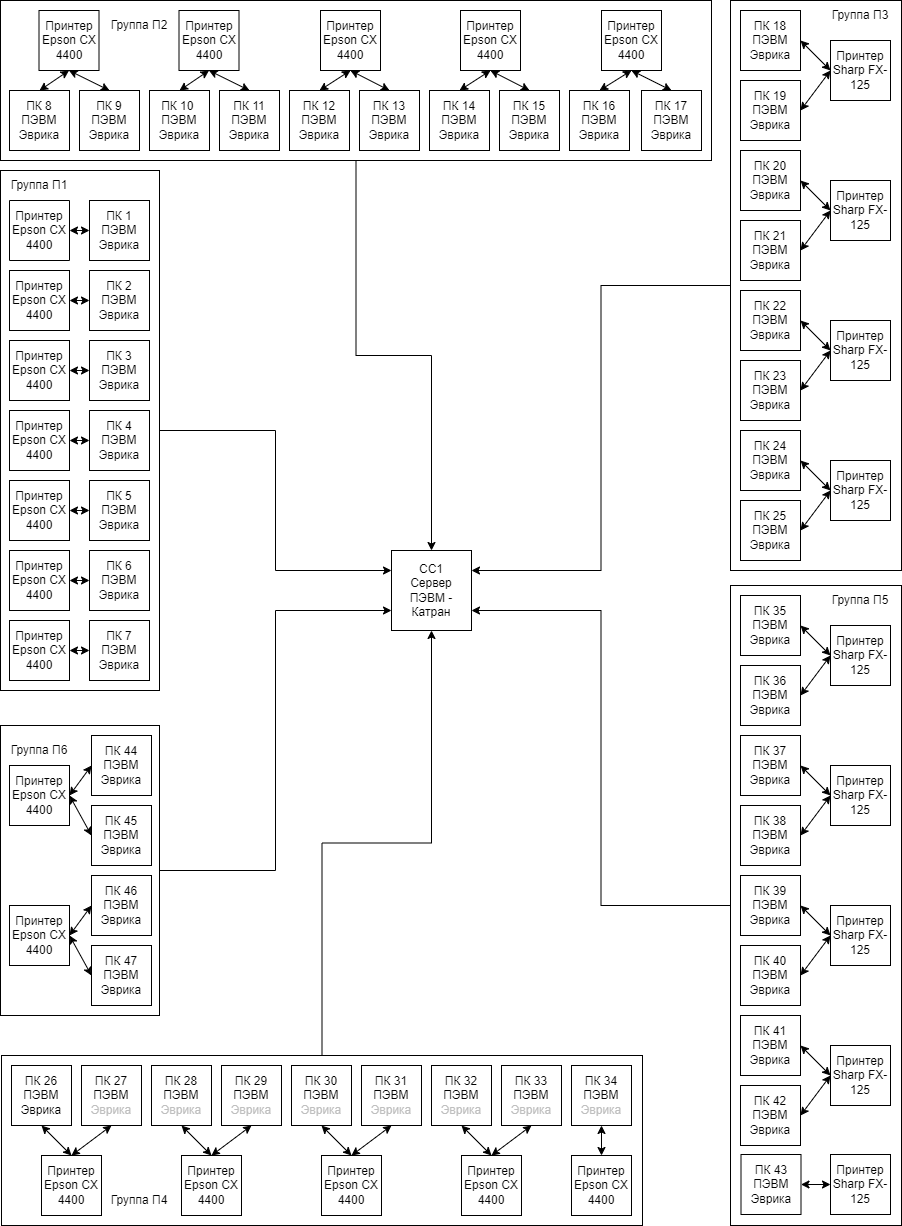 Группа П2
Принтер
Epson CX
4400
Принтер
Epson CX
4400
Принтер
Epson CX
4400
Принтер
Epson CX
4400
Принтер
Epson CX
4400
ПК 8
ПЭВМ
Эврика
ПК 9
ПЭВМ
Эврика
ПК 10
ПЭВМ
Эврика
ПК 11
ПЭВМ
Эврика
ПК 12
ПЭВМ
Эврика
ПК 13
ПЭВМ
Эврика
ПК 14
ПЭВМ
Эврика
ПК 15
ПЭВМ
Эврика
ПК 16
ПЭВМ
Эврика
ПК 17
ПЭВМ
Эврика
Группа П3
ПК 18
ПЭВМ
Эврика
Принтер
Sharp FX-
125
ПК 19
ПЭВМ
Эврика
ПК 20
ПЭВМ
Эврика
Принтер
Sharp FX-
125
ПК 21
ПЭВМ
Эврика
ПК 22
ПЭВМ
Эврика
Принтер
Sharp FX-
125
ПК 23
ПЭВМ
Эврика
ПК 24
ПЭВМ
Эврика
Принтер
Sharp FX-
125
ПК 25
ПЭВМ
Эврика
Группа П1
Принтер
Epson CX
4400
ПК 1
ПЭВМ
Эврика
Принтер
Epson CX
4400
ПК 2
ПЭВМ
Эврика
Принтер
Epson CX
4400
ПК 3
ПЭВМ
Эврика
Принтер
Epson CX
4400
ПК 4
ПЭВМ
Эврика
Принтер
Epson CX
4400
ПК 5
ПЭВМ
Эврика
Принтер
Epson CX
4400
ПК 6
ПЭВМ
Эврика
Принтер
Epson CX
4400
ПК 7
ПЭВМ
Эврика
СС1
Сервер
ПЭВМ -
Катран
Группа П5
ПК 35
ПЭВМ
Эврика
Принтер
Sharp FX-
125
ПК 36
ПЭВМ
Эврика
ПК 37
ПЭВМ
Эврика
Принтер
Sharp FX-
125
ПК 38
ПЭВМ
Эврика
ПК 39
ПЭВМ
Эврика
Принтер
Sharp FX-
125
ПК 40
ПЭВМ
Эврика
ПК 41
ПЭВМ
Эврика
Принтер
Sharp FX-
125
ПК 42
ПЭВМ
Эврика
ПК 43
ПЭВМ
Эврика
Принтер
Sharp FX-
125
Группа П6
ПК 44
ПЭВМ
Эврика
Принтер
Epson CX
4400
ПК 45
ПЭВМ
Эврика
ПК 46
ПЭВМ
Эврика
Принтер
Epson CX
4400
ПК 47
ПЭВМ
Эврика
ПК 26
ПЭВМ
Эврика
ПК 27
ПЭВМ
Эврика
ПК 28
ПЭВМ
Эврика
ПК 29
ПЭВМ
Эврика
ПК 30
ПЭВМ
Эврика
ПК 31
ПЭВМ
Эврика
ПК 32
ПЭВМ
Эврика
ПК 33
ПЭВМ
Эврика
ПК 34
ПЭВМ
Эврика
Принтер
Epson CX
4400
Принтер
Epson CX
4400
Принтер
Epson CX
4400
Принтер
Epson CX
4400
Принтер
Epson CX
4400
Группа П4